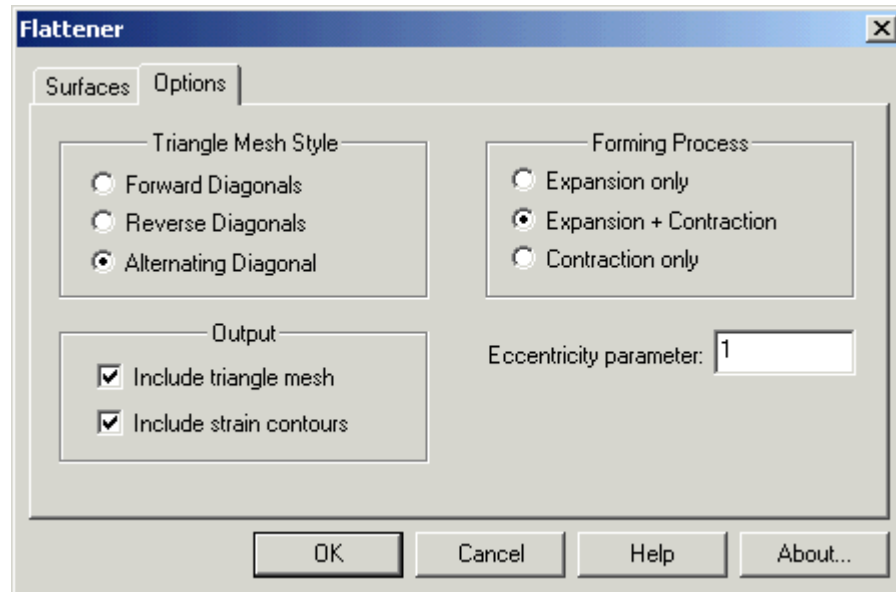 Flattener
Surfaces
Options
Triangle Mesh Style
Forward Diagonals
Reverse Diagonals
Alternating Diagonal
Forming Process
Expansion only
Expansion + Contraction
Contraction only
Output
Include triangle mesh
Include strain contours
Eccentricity parameter: 1
OK
Cancel
Help
About...